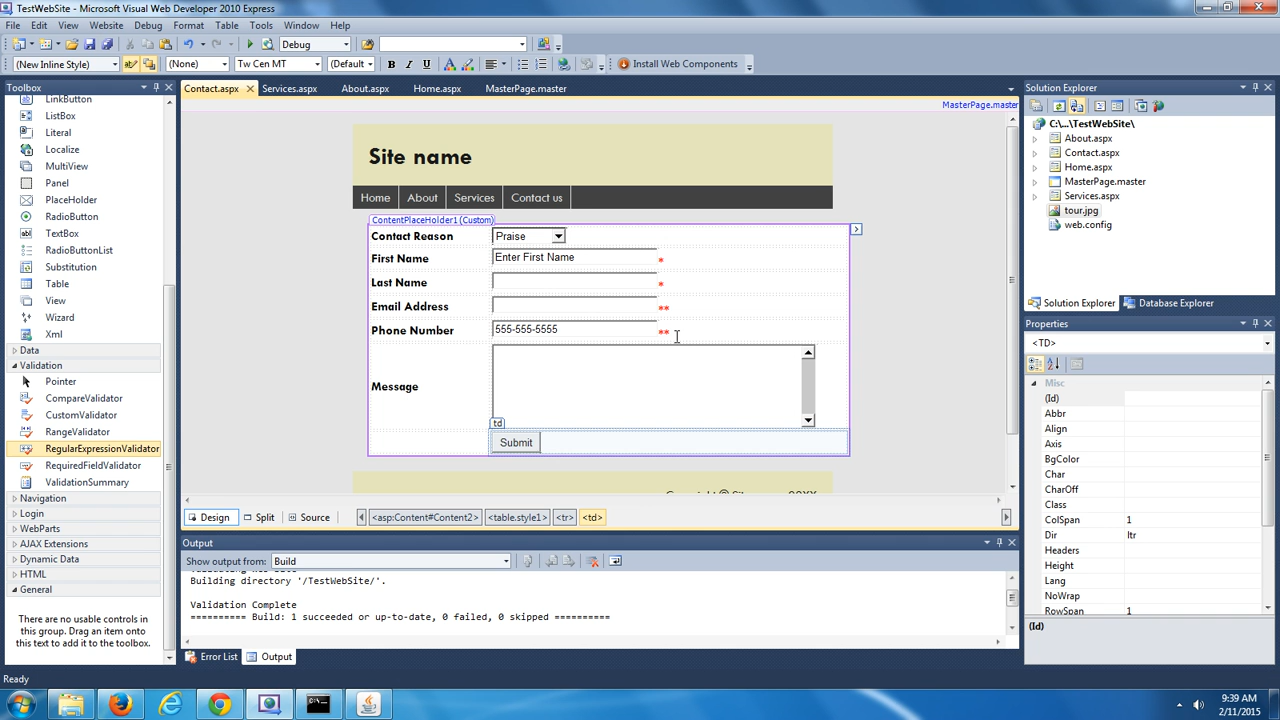 TestWebSite - Microsoft Visual Web Developer 2010 Express
File Edit View Website Debug Format Table Tools Window Help
Debug
(New Inline Style) (None) Tw Cen MT (Default B I U A Install Web Components
Toolbox
Contact.aspx Services.aspx About.aspx Home.aspx MasterPage.master
MasterPage.master
LinkButton
ListBox
Literal
Localize
MultiView
Panel
PlaceHolder
RadioButton
TextBox
RadioButtonList
Substitution
Table
View
Wizard
Xml
Data
Validation
Pointer
CompareValidator
CustomValidator
RangeValidator
RegularExpressionValidator
RequiredFieldValidator
ValidationSummary
Navigation
Login
WebParts
AJAX Extensions
Dynamic Data
HTML
General
There are no usable controls in
this group. Drag an item onto
this text to add it to the toolbox.
Site name
Home About Services Contact us
ContentPlaceHolder1 (Custom)
Contact Reason Praise
First Name Enter First Name *
Last Name *
Email Address **
Phone Number 555-555-5555 **
Message
td
Submit
Design Split Source <asp:Content#Content2> <table.style1> <tr> <td>
Output
Show output from: Build
Building directory '/TestWebSite/'.
Validation Complete
========== Build: 1 succeeded or up-to-date, 0 failed, 0 skipped ==========
Error List Output
Solution Explorer
C:\...\TestWebSite\
About.aspx
Contact.aspx
Home.aspx
MasterPage.master
Services.aspx
tour.jpg
web.config
Solution Explorer Database Explorer
Properties
<TD>
Misc
(Id)
Abbr
Align
Axis
BgColor
Char
CharOff
Class
ColSpan 1
Dir ltr
Headers
Height
Lang
NoWrap
RowSpan 1
(Id)
Ready
9:39 AM
2/11/2015